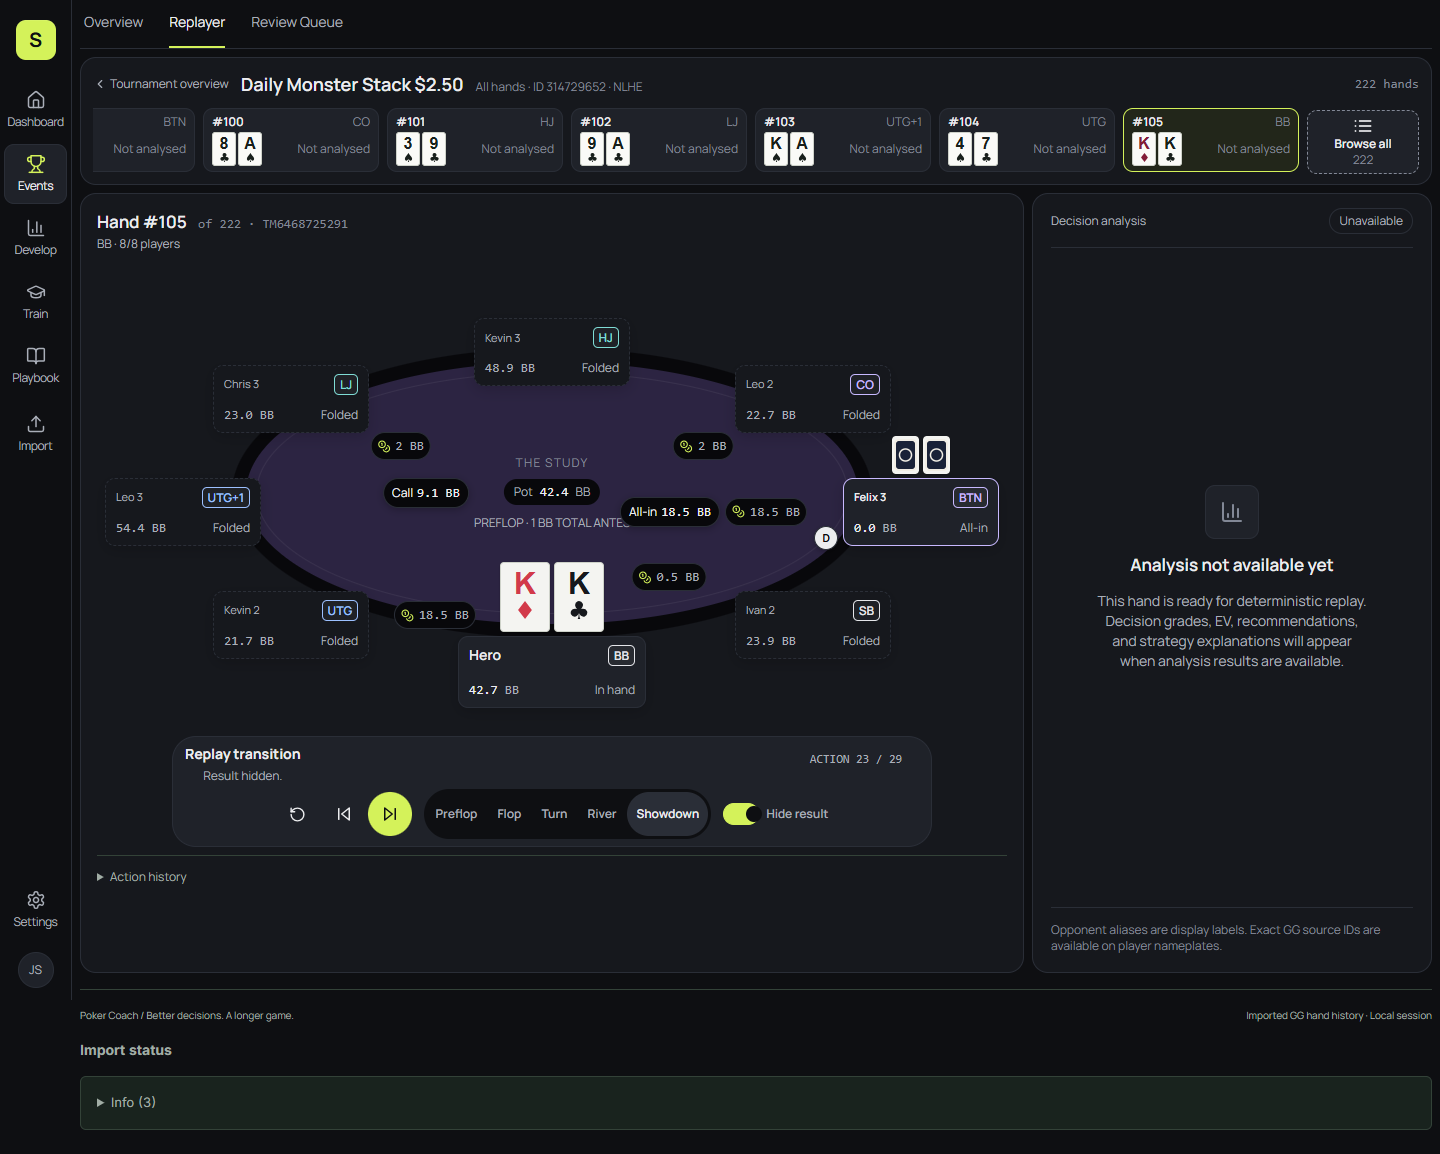 S
Dashboard
Events
Develop
Train
Playbook
Import
Settings
JS
Overview
Replayer
Review Queue
Tournament overview
Daily Monster Stack $2.50
All hands · ID 314729652 · NLHE
222 hands
BTN
Not analysed
#100
CO
8
A
Not analysed
#101
HJ
3
9
Not analysed
#102
LJ
9
A
Not analysed
#103
UTG+1
K
A
Not analysed
#104
UTG
4
7
Not analysed
#105
BB
K
K
Not analysed
Browse all
222
Hand #105
of 222 · TM6468725291
BB · 8/8 players
Kevin 3
HJ
48.9 BB
Folded
Chris 3
LJ
23.0 BB
Folded
Leo 2
CO
22.7 BB
Folded
2 BB
2 BB
THE STUDY
Leo 3
UTG+1
54.4 BB
Folded
Call 9.1 BB
Pot 42.4 BB
PREFLOP · 1 BB TOTAL ANTES
All-in 18.5 BB
18.5 BB
Felix 3
BTN
0.0 BB
All-in
D
K
K
0.5 BB
Kevin 2
UTG
21.7 BB
Folded
18.5 BB
Ivan 2
SB
23.9 BB
Folded
Hero
BB
42.7 BB
In hand
Replay transition
Result hidden.
ACTION 23 / 29
Preflop
Flop
Turn
River
Showdown
Hide result
Action history
Decision analysis
Unavailable
Analysis not available yet
This hand is ready for deterministic replay.
Decision grades, EV, recommendations,
and strategy explanations will appear
when analysis results are available.
Opponent aliases are display labels. Exact GG source IDs are
available on player nameplates.
Poker Coach / Better decisions. A longer game.
Imported GG hand history · Local session
Import status
Info (3)